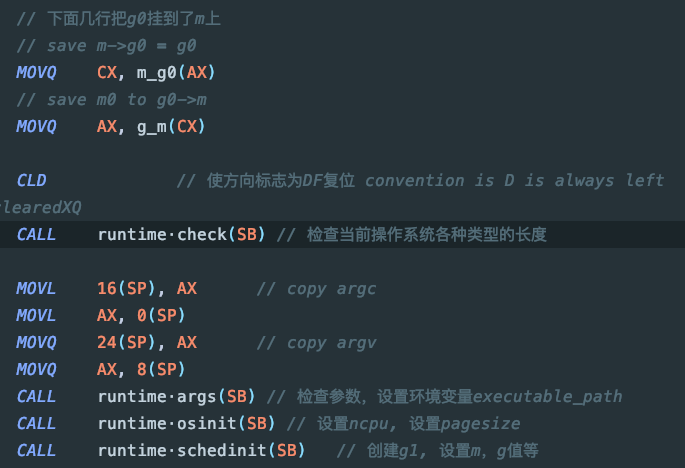 // 下面几行把g0挂到了m上
// save m->g0 = g0
MOVQ    CX, m_g0(AX)
// save m0 to g0->m
MOVQ    AX, g_m(CX)
CLD             // 使方向标志为DF复位 convention is D is always left
learedXQ
CALL    runtime·check(SB) // 检查当前操作系统各种类型的长度
MOVL    16(SP), AX      // copy argc
MOVL    AX, 0(SP)
MOVQ    24(SP), AX      // copy argv
MOVQ    AX, 8(SP)
CALL    runtime·args(SB) // 检查参数，设置环境变量executable_path
CALL    runtime·osinit(SB) // 设置ncpu, 设置pagesize
CALL    runtime·schedinit(SB)   // 创建g1, 设置m，g值等